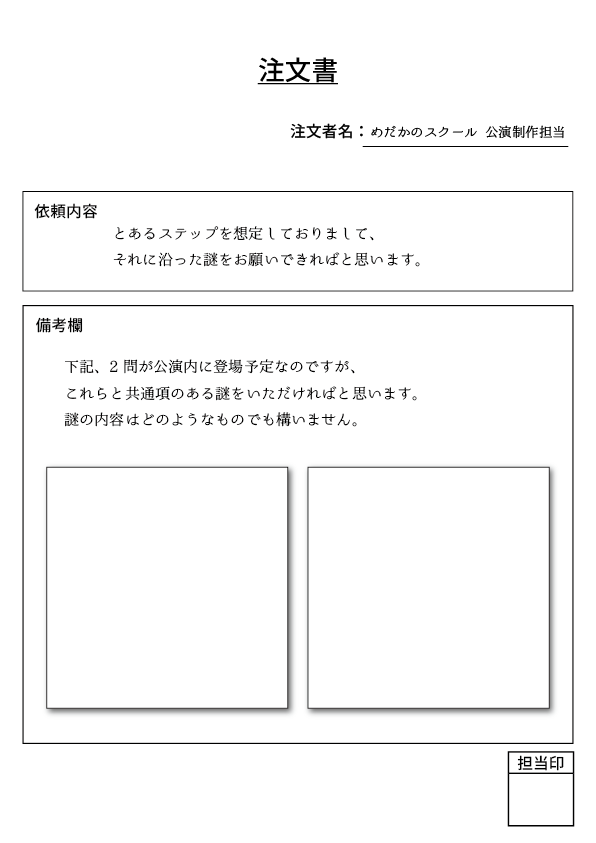 注文書
注文者名：めだかのスクール 公演制作担当
依頼内容
とあるステップを想定しておりまして、
それに沿った謎をお願いできればと思います。
備考欄
下記、2 問が公演内に登場予定なのですが、
これらと共通項のある謎をいただければと思います。
謎の内容はどのようなものでも構いません。
担当印